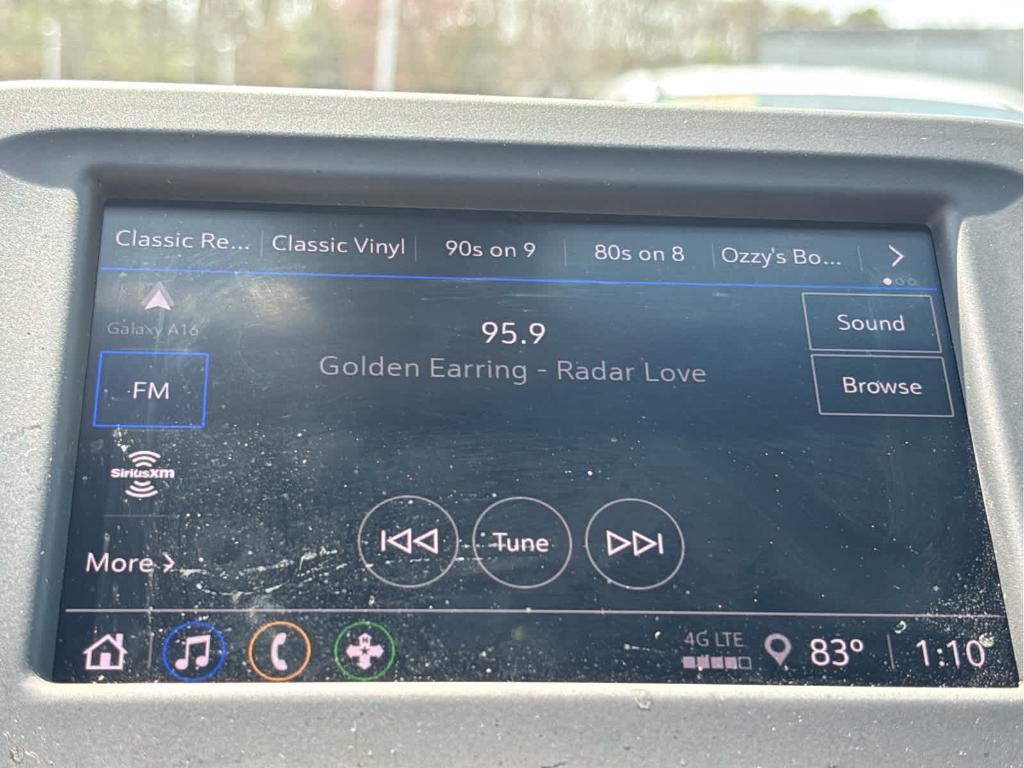 Classic Re... Classic Vinyl 90s on 9 80s on 8 Ozzy's Bo...
Galaxy A16
95.9
Golden Earring - Radar Love
Sound
FM
Browse
SiriusXM
More
Tune
4G LTE
83° 1:10